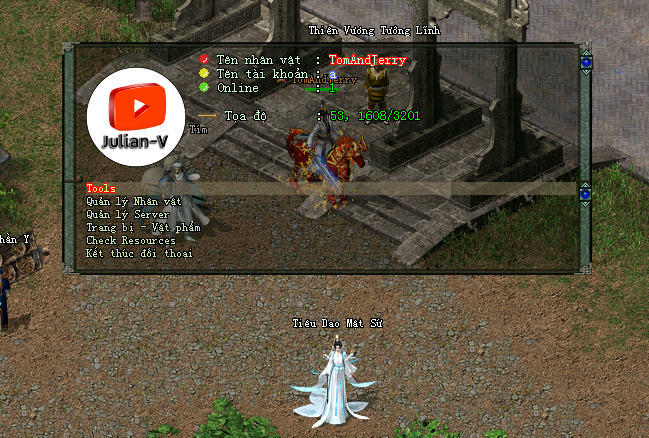 Thiên Vương Tướng Lĩnh
Tên nhân vật : TomAndJerry
Tên tài khoản : a
TomAndJerry
Online : 1
Tọa độ : 53, 1608/3201
Julian-V
Tím
Tools
Quản lý Nhân vật
Quản lý Server
Trang bị - Vật phẩm
Check Resources
Kết thúc đối thoại
Tiêu Dao Mật Sứ